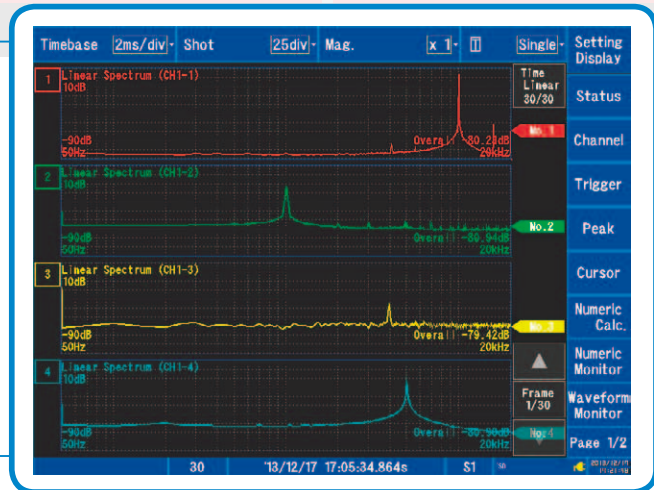 Timebase 2ms/div Shot 25div Mag. x 1 Single
Setting Display
1 Linear Spectrum (CH1-1)
10dB
-90dB
50Hz
Overall -80.23dB
20kHz
Time
Linear
30/30
No.1
Status
Channel
2 Linear Spectrum (CH1-2)
10dB
-90dB
50Hz
Overall -80.94dB
20kHz
No.2
Trigger
Peak
3 Linear Spectrum (CH1-3)
10dB
-90dB
50Hz
Overall -79.42dB
20kHz
No.3
Cursor
Numeric
Calc.
4 Linear Spectrum (CH1-4)
10dB
-90dB
50Hz
Overall -80.90dB
20kHz
Frame
1/30
No.4
Numeric
Monitor
Waveform
Monitor
Page 1/2
30 '13/12/17 17:05:34.864s S1 SD